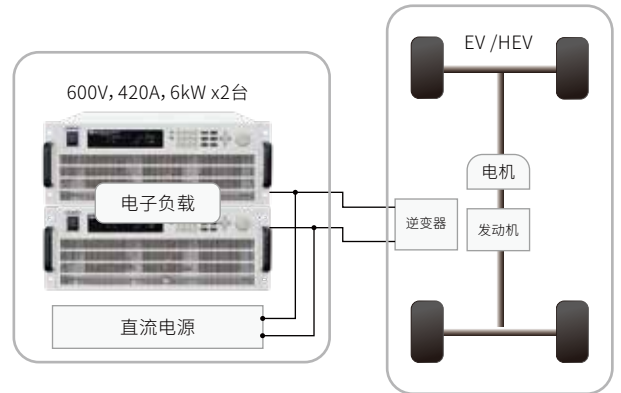 EV /HEV
600V，420A，6kW x2台
电子负载
电机
逆变器
发动机
直流电源